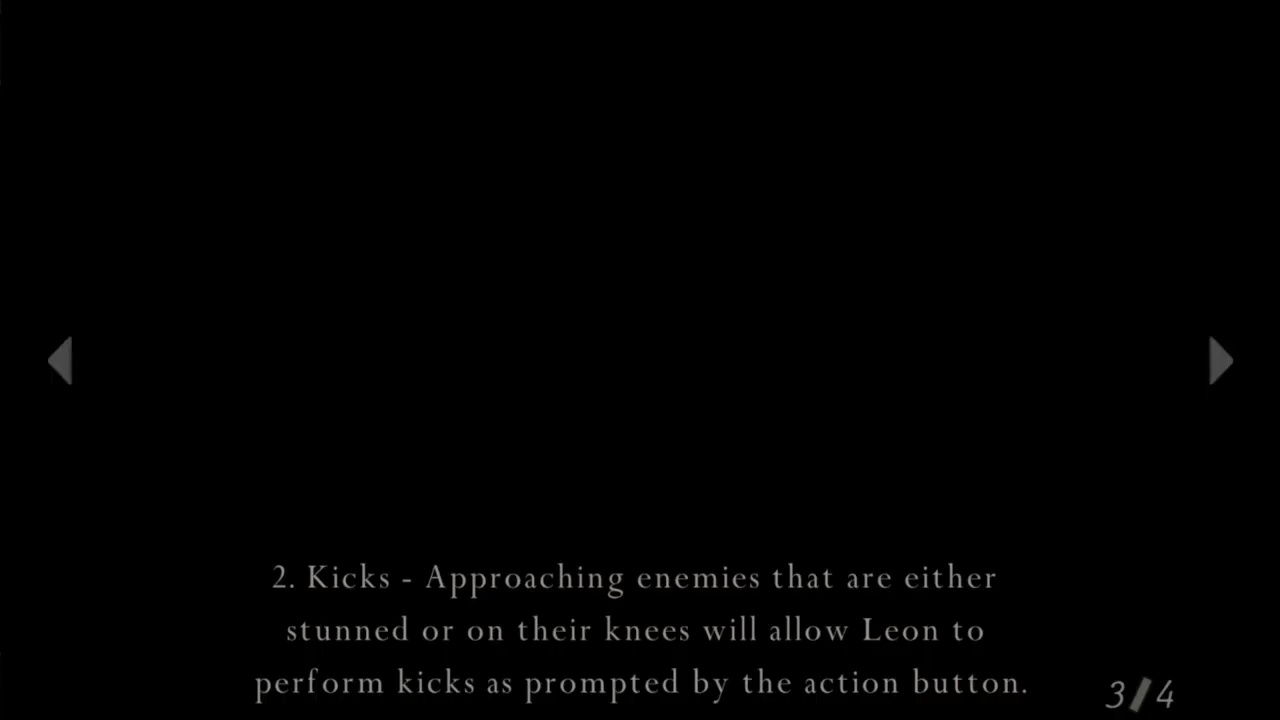 2. Kicks - Approaching enemies that are either
stunned or on their knees will allow Leon to
perform kicks as prompted by the action button.
3/4